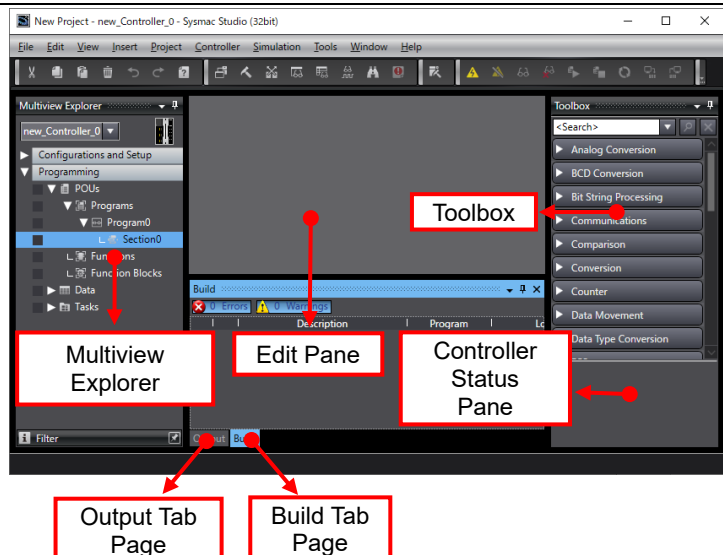 New Project - new_Controller_0 - Sysmac Studio (32bit)
File Edit View Insert Project Controller Simulation Tools Window Help
Multiview Explorer
new_Controller_0
Configurations and Setup
Programming
POUs
Programs
Program0
Section0
Functions
Function Blocks
Data
Tasks
Filter
Build
0 Errors 0 Warnings
Description Program
Output Build
Toolbox
<Search>
Analog Conversion
BCD Conversion
Bit String Processing
Communications
Comparison
Conversion
Counter
Data Movement
Data Type Conversion
Toolbox
Multiview
Explorer
Edit Pane
Controller
Status
Pane
Output Tab
Page
Build Tab
Page